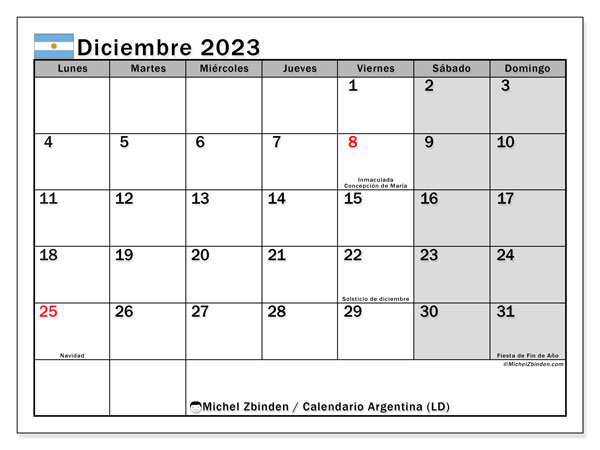 Diciembre 2023
Lunes Martes Miércoles Jueves Viernes Sábado Domingo
1 2 3
4 5 6 7 8 9 10
Inmaculada
Concepción de María
11 12 13 14 15 16 17
18 19 20 21 22 23 24
Solsticio de diciembre
25 26 27 28 29 30 31
Navidad Fiesta de Fin de Año
©MichelZbinden.com
Michel Zbinden / Calendario Argentina (LD)